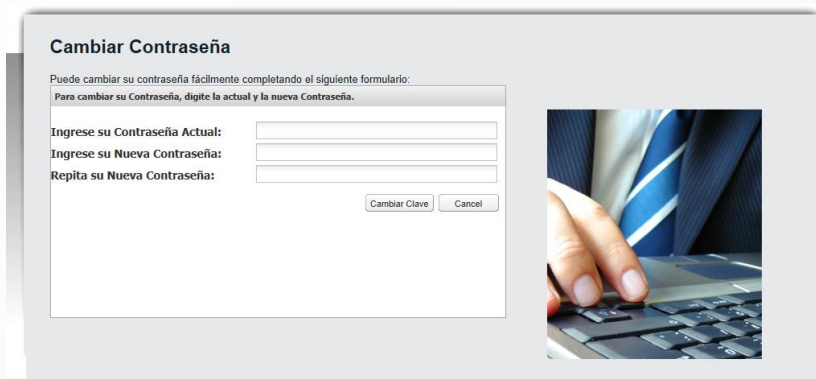 Cambiar Contraseña
Puede cambiar su contraseña fácilmente completando el siguiente formulario:
Para cambiar su Contraseña, digite la actual y la nueva Contraseña.
Ingrese su Contraseña Actual:
Ingrese su Nueva Contraseña:
Repita su Nueva Contraseña:
Cambiar Clave Cancel